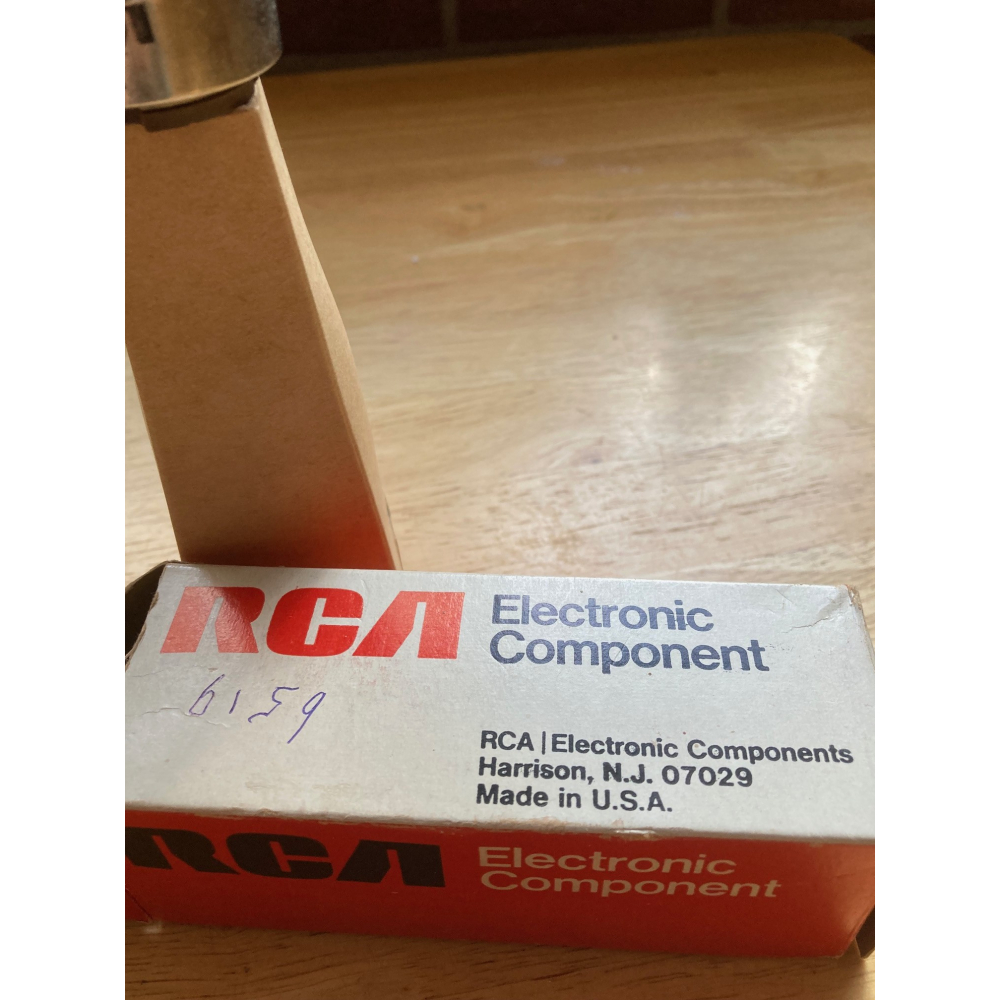 RCA Electronic
Component
6159
RCA | Electronic Components
Harrison, N.J. 07029
Made in U.S.A.
RCA Electronic
Component